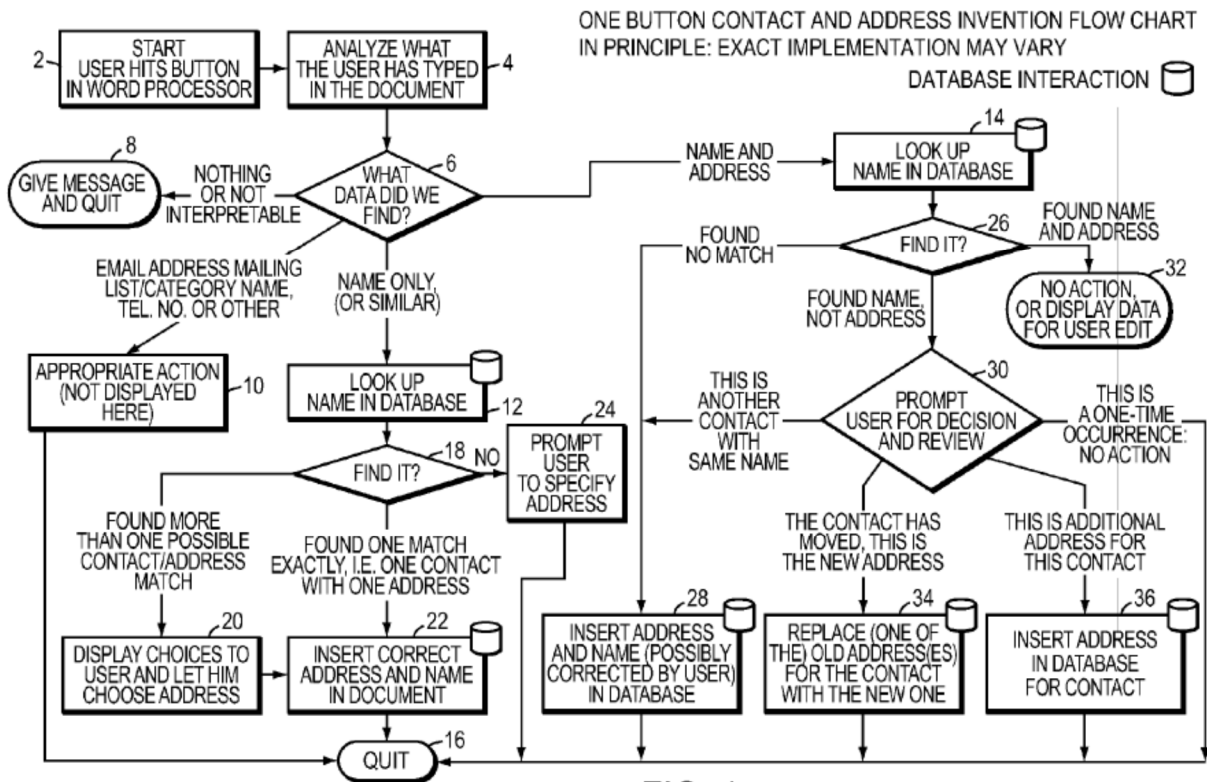 ONE BUTTON CONTACT AND ADDRESS INVENTION FLOW CHART
IN PRINCIPLE: EXACT IMPLEMENTATION MAY VARY
DATABASE INTERACTION
2
START
USER HITS BUTTON
IN WORD PROCESSOR
ANALYZE WHAT
THE USER HAS TYPED
IN THE DOCUMENT
4
6
WHAT
DATA DID WE
FIND?
NOTHING
OR NOT
INTERPRETABLE
8
GIVE MESSAGE
AND QUIT
EMAIL ADDRESS MAILING
LIST/CATEGORY NAME,
TEL. NO. OR OTHER
APPROPRIATE ACTION
(NOT DISPLAYED
HERE)
10
NAME ONLY,
(OR SIMILAR)
LOOK UP
NAME IN DATABASE
12
18
FIND IT?
NO
24
PROMPT
USER
TO SPECIFY
ADDRESS
FOUND MORE
THAN ONE POSSIBLE
CONTACT/ADDRESS
MATCH
FOUND ONE MATCH
EXACTLY, I.E. ONE CONTACT
WITH ONE ADDRESS
20
DISPLAY CHOICES TO
USER AND LET HIM
CHOOSE ADDRESS
22
INSERT CORRECT
ADDRESS AND NAME
IN DOCUMENT
16
QUIT
NAME AND
ADDRESS
14
LOOK UP
NAME IN DATABASE
26
FIND IT?
FOUND
NO MATCH
FOUND NAME
AND ADDRESS
32
NO ACTION,
OR DISPLAY DATA
FOR USER EDIT
FOUND NAME,
NOT ADDRESS
30
PROMPT
USER FOR DECISION
AND REVIEW
THIS IS
ANOTHER
CONTACT
WITH
SAME NAME
THIS IS
A ONE-TIME
OCCURRENCE:
NO ACTION
THE CONTACT HAS
MOVED, THIS IS
THE NEW ADDRESS
THIS IS ADDITIONAL
ADDRESS FOR
THIS CONTACT
28
INSERT ADDRESS
AND NAME (POSSIBLY
CORRECTED BY USER)
IN DATABASE
34
REPLACE (ONE OF
THE) OLD ADDRESS(ES)
FOR THE CONTACT
WITH THE NEW ONE
36
INSERT ADDRESS
IN DATABASE
FOR CONTACT